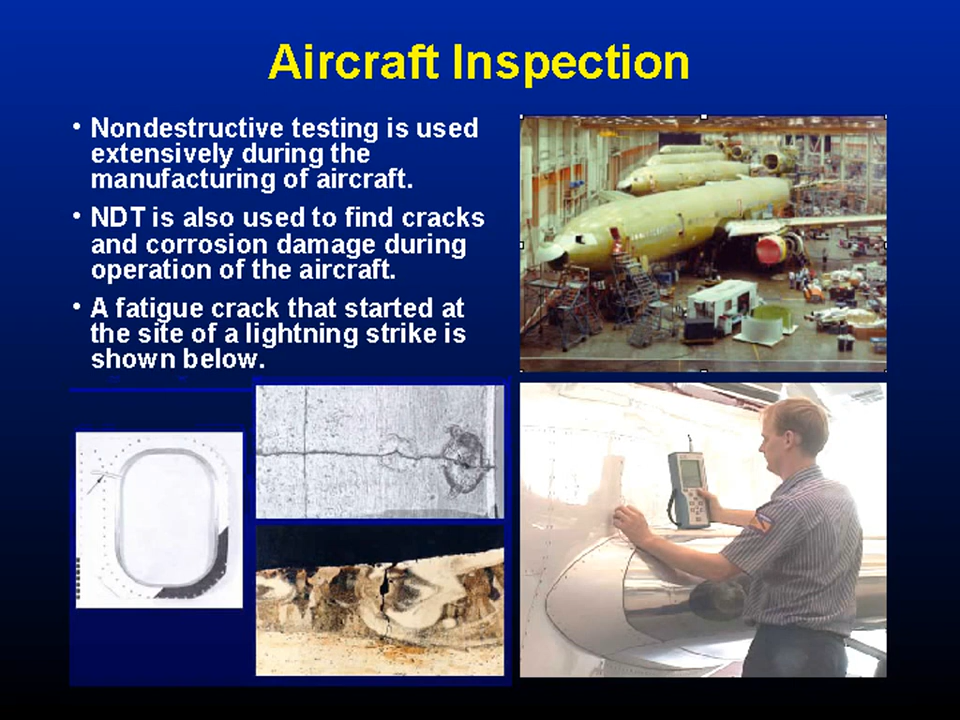 Aircraft Inspection
• Nondestructive testing is used
extensively during the
manufacturing of aircraft.
• NDT is also used to find cracks
and corrosion damage during
operation of the aircraft.
• A fatigue crack that started at
the site of a lightning strike is
shown below.